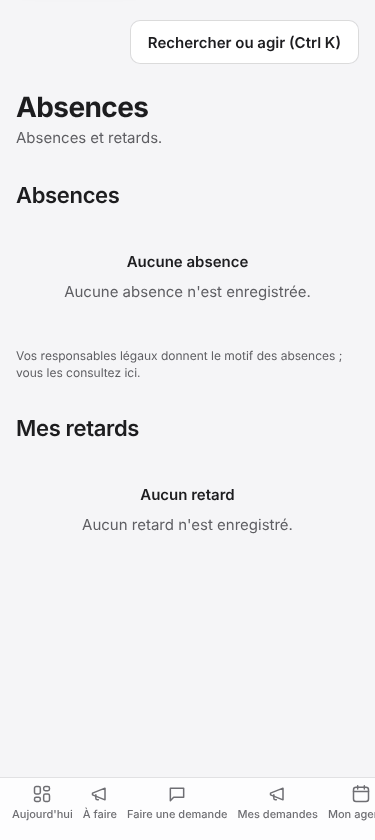 Rechercher ou agir (Ctrl K)
Absences
Absences et retards.
Absences
Aucune absence
Aucune absence n'est enregistrée.
Vos responsables légaux donnent le motif des absences ;
vous les consultez ici.
Mes retards
Aucun retard
Aucun retard n'est enregistré.
Aujourd'hui
À faire
Faire une demande
Mes demandes
Mon